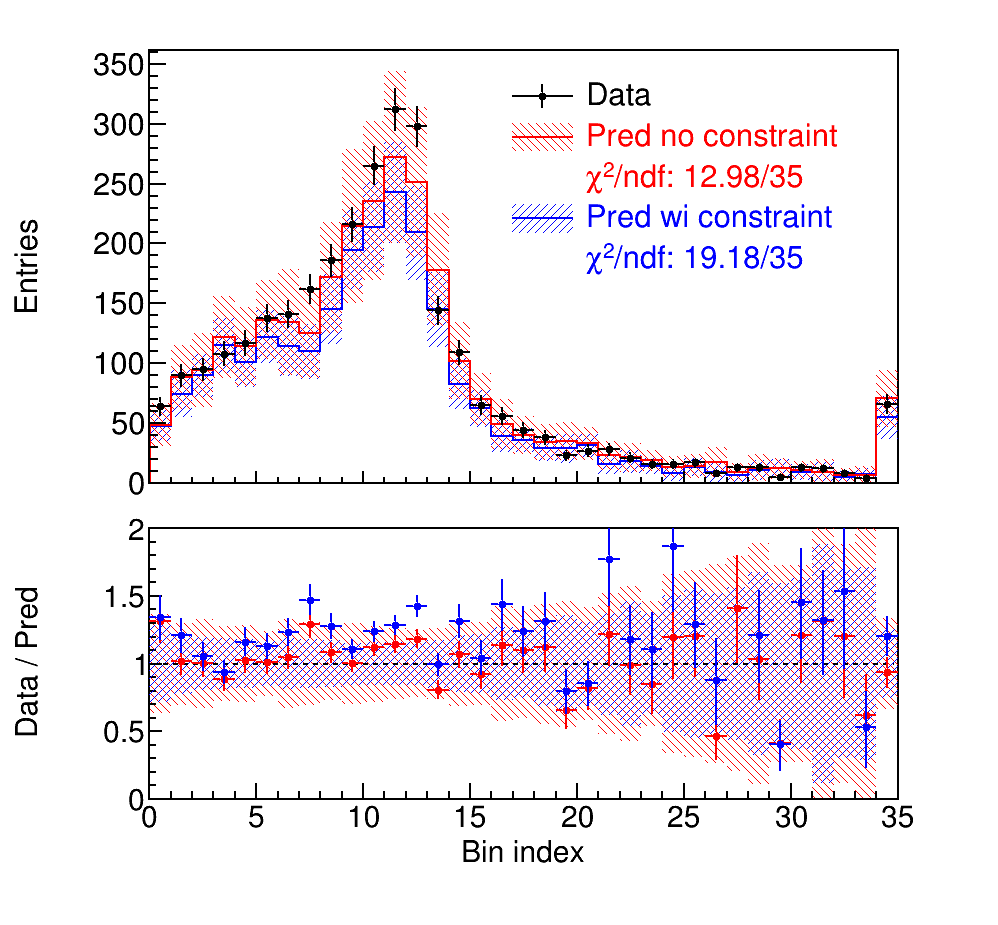 350
300
250
200
150
100
50
0
Entries
Data
Pred no constraint
χ²/ndf: 12.98/35
Pred wi constraint
χ²/ndf: 19.18/35
2
1.5
1
0.5
0
Data / Pred
0 5 10 15 20 25 30 35
Bin index